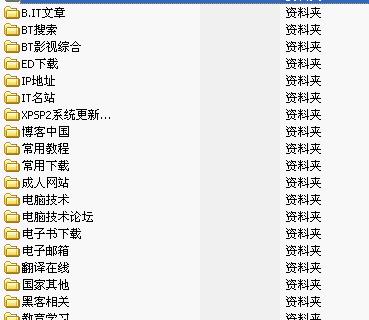 B.IT文章 资料夹
BT搜索 资料夹
BT影视综合 资料夹
ED下载 资料夹
IP地址 资料夹
IT名站 资料夹
XPSP2系统更新... 资料夹
博客中国 资料夹
常用教程 资料夹
常用下载 资料夹
成人网站 资料夹
电脑技术 资料夹
电脑技术论坛 资料夹
电子书下载 资料夹
电子邮箱 资料夹
翻译在线 资料夹
国家其他 资料夹
黑客相关 资料夹
教育学习 资料夹